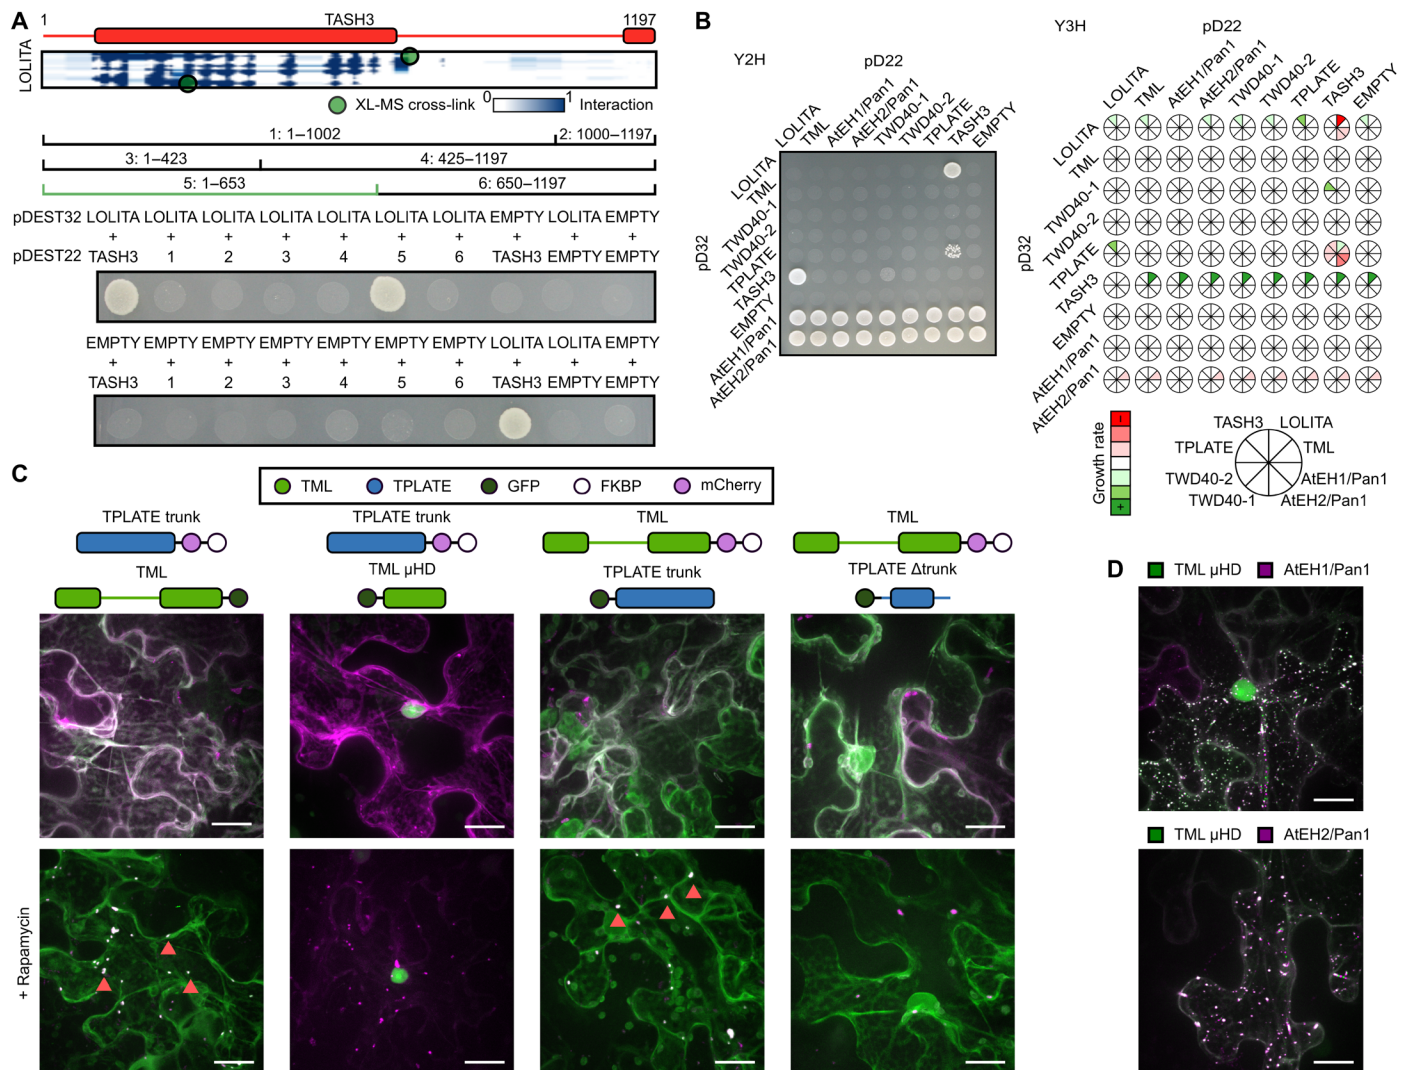 A
1 TASH3 1197
LOLITA
XL-MS cross-link 0 1 Interaction
1: 1–1002 2: 1000–1197
3: 1–423 4: 425–1197
5: 1–653 6: 650–1197
pDEST32 LOLITA LOLITA LOLITA LOLITA LOLITA LOLITA LOLITA EMPTY LOLITA EMPTY
+ + + + + + + + + +
pDEST22 TASH3 1 2 3 4 5 6 TASH3 EMPTY EMPTY
EMPTY EMPTY EMPTY EMPTY EMPTY EMPTY EMPTY LOLITA LOLITA EMPTY
+ + + + + + + + + +
TASH3 1 2 3 4 5 6 TASH3 EMPTY EMPTY
B
Y2H pD22
LOLITA
TML
AtEH1/Pan1
AtEH2/Pan1
TWD40-1
TWD40-2
TPLATE
TASH3
EMPTY
pD32
LOLITA
TML
TWD40-1
TWD40-2
TPLATE
TASH3
EMPTY
AtEH1/Pan1
AtEH2/Pan1
Y3H pD22
LOLITA
TML
AtEH1/Pan1
AtEH2/Pan1
TWD40-1
TWD40-2
TPLATE
TASH3
EMPTY
pD32
LOLITA
TML
TWD40-1
TWD40-2
TPLATE
TASH3
EMPTY
AtEH1/Pan1
AtEH2/Pan1
Growth rate
-
+
TASH3 LOLITA
TPLATE TML
TWD40-2 AtEH1/Pan1
TWD40-1 AtEH2/Pan1
C
TML TPLATE GFP FKBP mCherry
TPLATE trunk TPLATE trunk TML TML
TML TML µHD TPLATE trunk TPLATE Δtrunk
+ Rapamycin
D
TML µHD AtEH1/Pan1
TML µHD AtEH2/Pan1